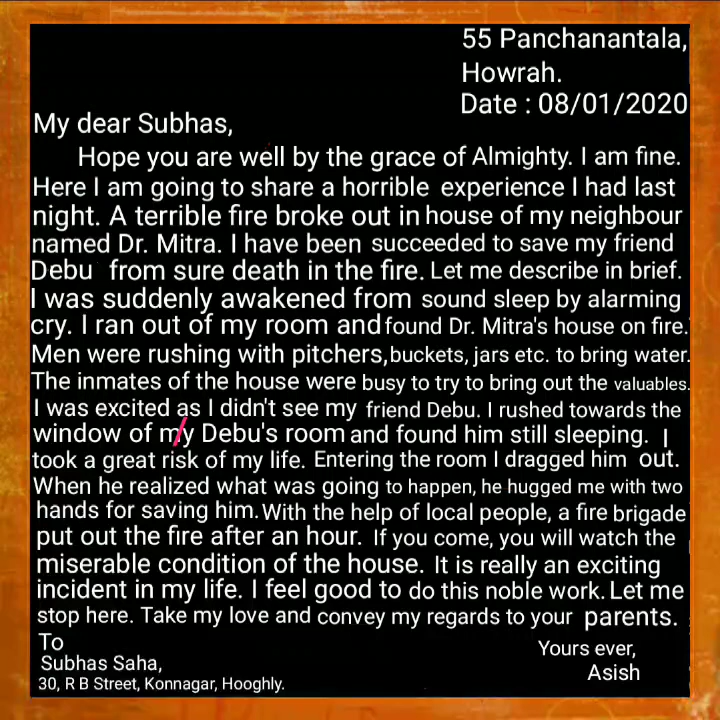 55 Panchanantala,
Howrah.
Date : 08/01/2020
My dear Subhas,
Hope you are well by the grace of Almighty. I am fine.
Here I am going to share a horrible experience I had last
night. A terrible fire broke out in house of my neighbour
named Dr. Mitra. I have been succeeded to save my friend
Debu from sure death in the fire. Let me describe in brief.
I was suddenly awakened from sound sleep by alarming
cry. I ran out of my room and found Dr. Mitra's house on fire.
Men were rushing with pitchers, buckets, jars etc. to bring water.
The inmates of the house were busy to try to bring out the valuables.
I was excited as I didn't see my friend Debu. I rushed towards the
window of my Debu's room and found him still sleeping. I
took a great risk of my life. Entering the room I dragged him out.
When he realized what was going to happen, he hugged me with two
hands for saving him. With the help of local people, a fire brigade
put out the fire after an hour. If you come, you will watch the
miserable condition of the house. It is really an exciting
incident in my life. I feel good to do this noble work. Let me
stop here. Take my love and convey my regards to your parents.
Yours ever,
Asish
To
Subhas Saha,
30, R B Street, Konnagar, Hooghly.